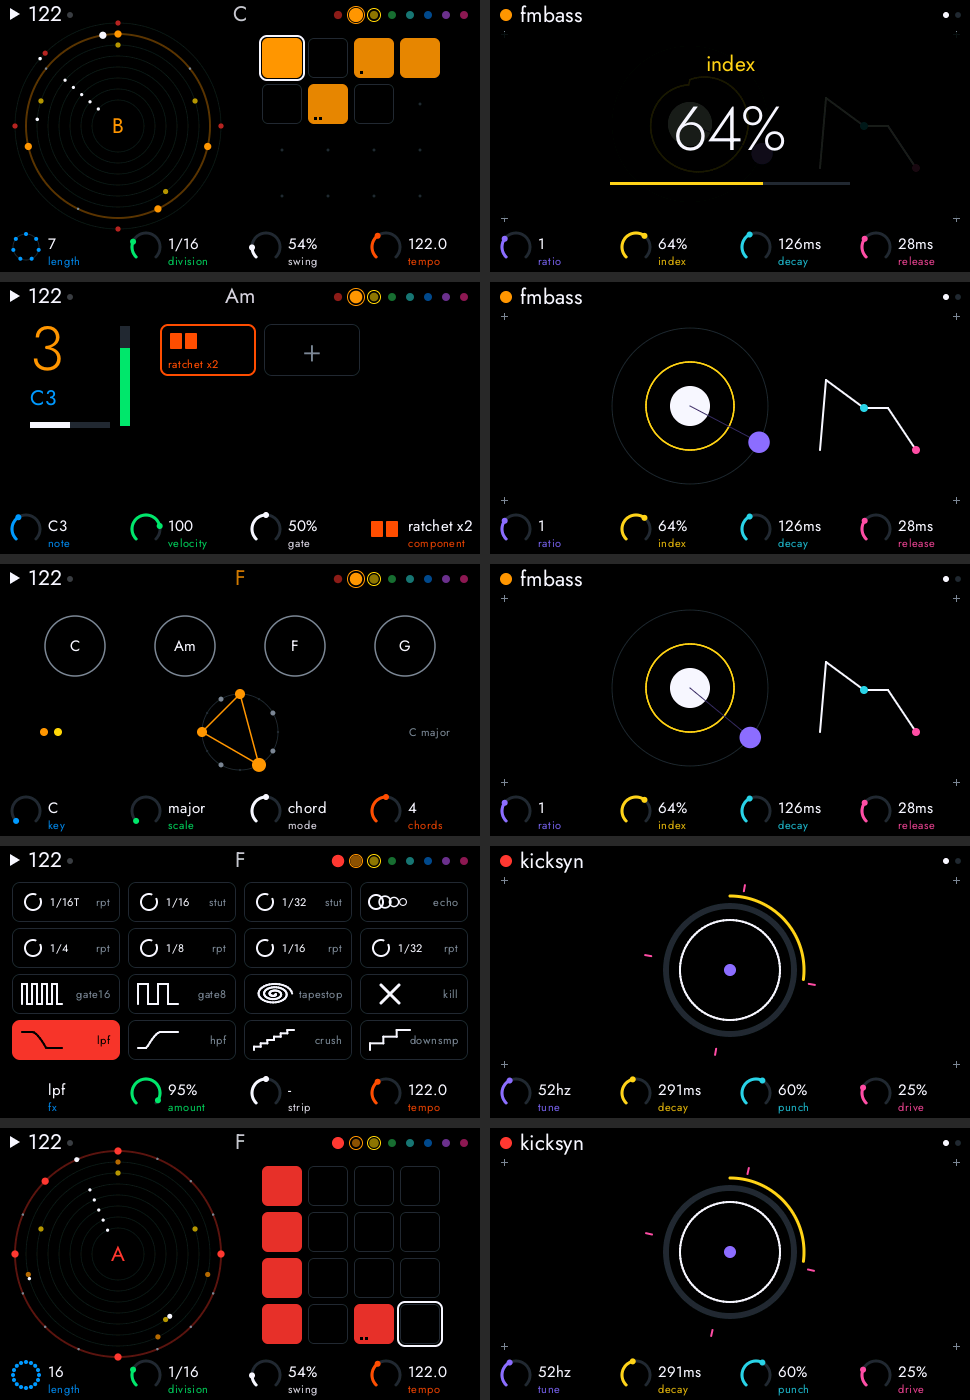 122
C
B
7
length
1/16
division
54%
swing
122.0
tempo
fmbass
index
64%
1
ratio
64%
index
126ms
decay
28ms
release
122
Am
3
C3
ratchet x2
+
C3
note
100
velocity
50%
gate
ratchet x2
component
fmbass
1
ratio
64%
index
126ms
decay
28ms
release
122
F
C
Am
F
G
C major
C
key
major
scale
chord
mode
4
chords
fmbass
1
ratio
64%
index
126ms
decay
28ms
release
122
F
1/16T rpt
1/16 stut
1/32 stut
echo
1/4 rpt
1/8 rpt
1/16 rpt
1/32 rpt
gate16
gate8
tapestop
kill
lpf
hpf
crush
downsmp
lpf
fx
95%
amount
-
strip
122.0
tempo
kicksyn
52hz
tune
291ms
decay
60%
punch
25%
drive
122
F
A
16
length
1/16
division
54%
swing
122.0
tempo
kicksyn
52hz
tune
291ms
decay
60%
punch
25%
drive